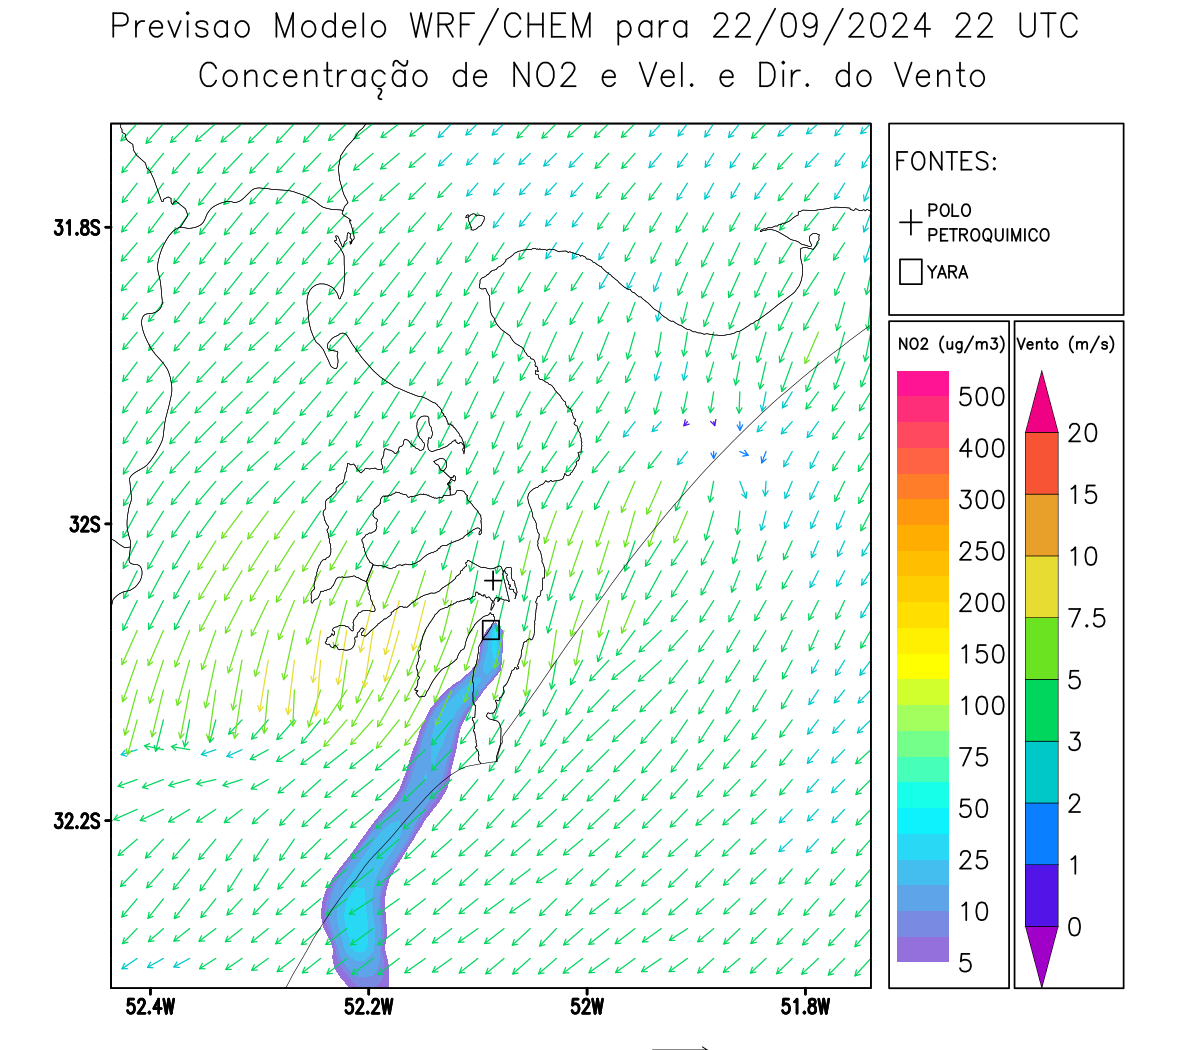 Previsao Modelo WRF/CHEM para 22/09/2024 22 UTC
Concentração de NO2 e Vel. e Dir. do Vento
FONTES:
POLO
PETROQUIMICO
YARA
NO2 (ug/m3)
500
400
300
250
200
150
100
75
50
25
10
5
Vento (m/s)
20
15
10
7.5
5
3
2
1
0
31.8S
32S
32.2S
52.4W 52.2W 52W 51.8W